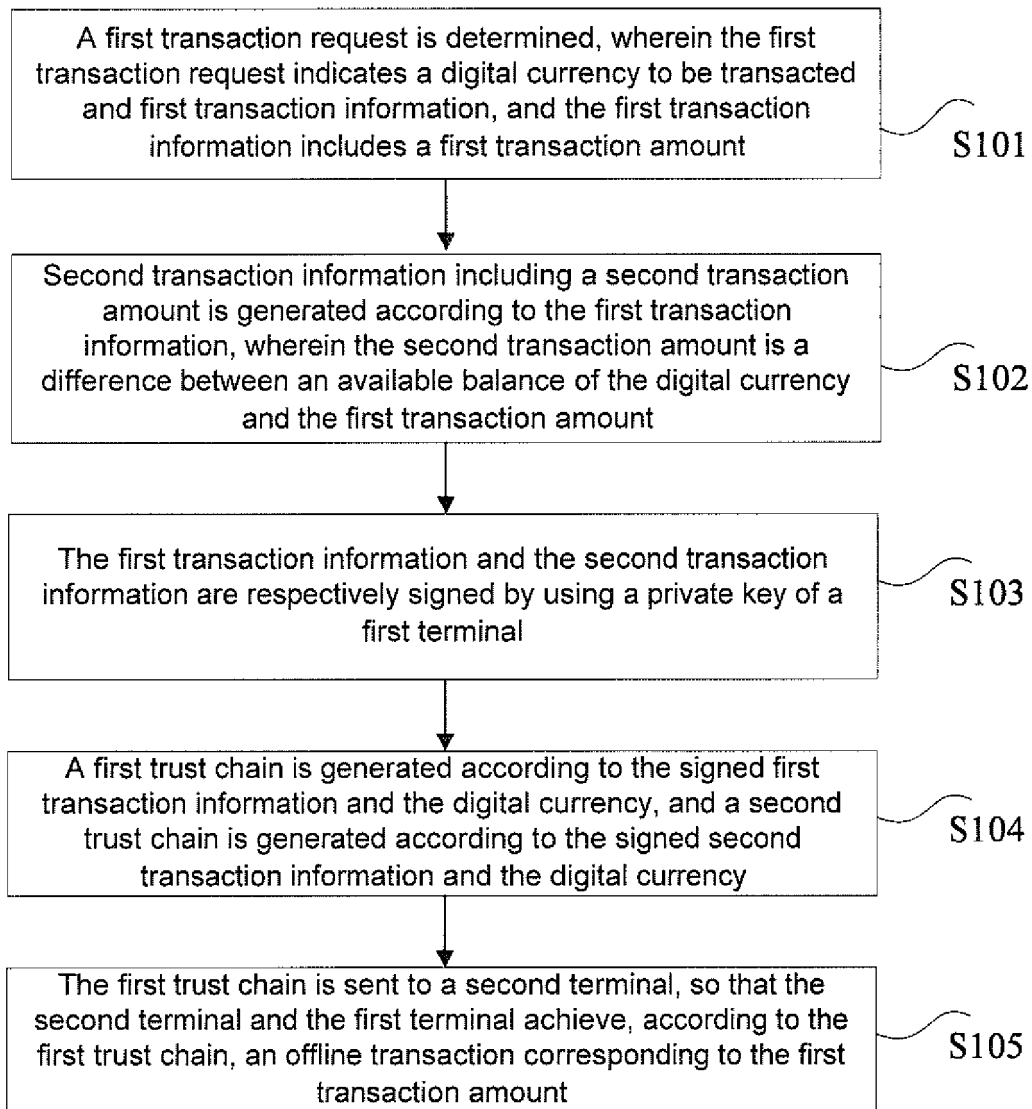 A first transaction request is determined, wherein the first
transaction request indicates a digital currency to be transacted
and first transaction information, and the first transaction
information includes a first transaction amount
S101
Second transaction information including a second transaction
amount is generated according to the first transaction
information, wherein the second transaction amount is a
difference between an available balance of the digital currency
and the first transaction amount
S102
The first transaction information and the second transaction
information are respectively signed by using a private key of a
first terminal
S103
A first trust chain is generated according to the signed first
transaction information and the digital currency, and a second
trust chain is generated according to the signed second
transaction information and the digital currency
S104
The first trust chain is sent to a second terminal, so that the
second terminal and the first terminal achieve, according to the
first trust chain, an offline transaction corresponding to the first
transaction amount
S105